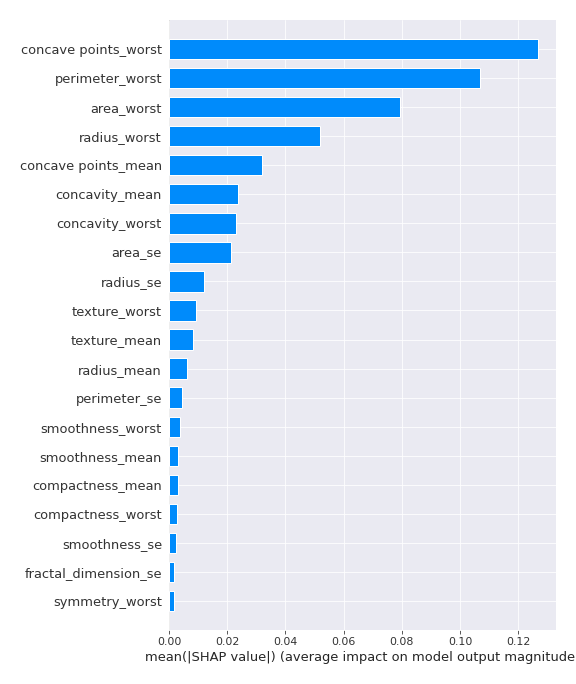 concave points_worst
perimeter_worst
area_worst
radius_worst
concave points_mean
concavity_mean
concavity_worst
area_se
radius_se
texture_worst
texture_mean
radius_mean
perimeter_se
smoothness_worst
smoothness_mean
compactness_mean
compactness_worst
smoothness_se
fractal_dimension_se
symmetry_worst
0.00 0.02 0.04 0.06 0.08 0.10 0.12
mean(|SHAP value|) (average impact on model output magnitude